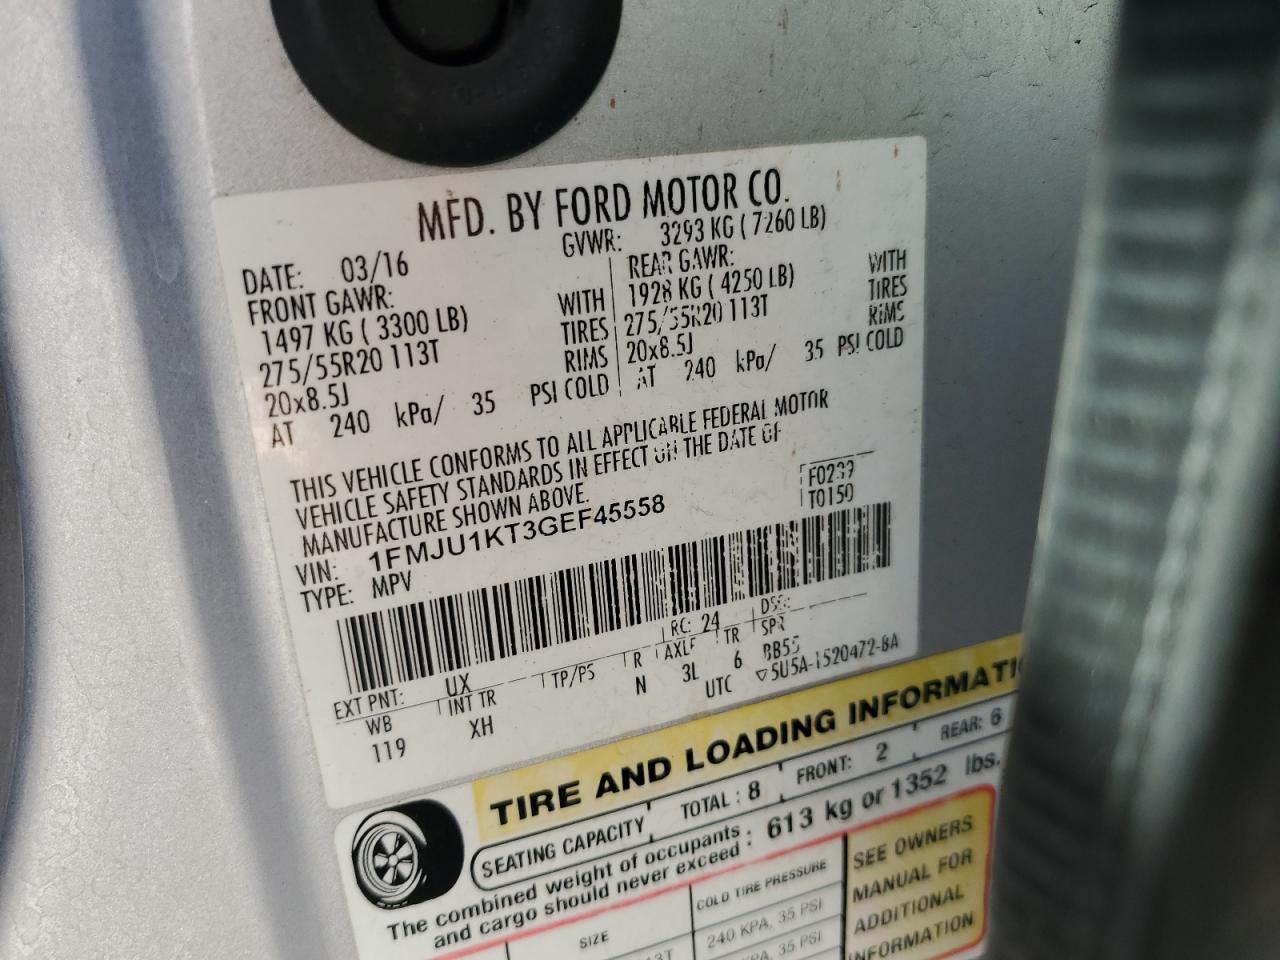 MFD. BY FORD MOTOR CO.
DATE: 03/16 GVWR: 3293 KG ( 7260 LB)
FRONT GAWR: REAR GAWR:
1497 KG ( 3300 LB) WITH 1928 KG ( 4250 LB) WITH
275/55R20 113T TIRES 275/55R20 113T TIRES
20x8.5J RIMS 20x8.5J RIMS
AT 240 kPa/ 35 PSI COLD AT 240 kPa/ 35 PSI COLD
THIS VEHICLE CONFORMS TO ALL APPLICABLE FEDERAL MOTOR
VEHICLE SAFETY STANDARDS IN EFFECT ON THE DATE OF
MANUFACTURE SHOWN ABOVE.
VIN: 1FMJU1KT3GEF45558
TYPE: MPV
F0239
T0150
EXT PNT: UX RC: 24 DSO:
WB INT TR TP/PS R AXLE TR SPR
119 XH N 3L 6 BB55
UTC ▽5U5A-1520472-BA
TIRE AND LOADING INFORMATI
SEATING CAPACITY TOTAL : 8 FRONT: 2 REAR: 6
The combined weight of occupants
and cargo should never exceed : 613 kg or 1352 lbs.
SIZE COLD TIRE PRESSURE
13T 240 KPA, 35 PSI
KPA, 35 PSI
SEE OWNERS
MANUAL FOR
ADDITIONAL
INFORMATION